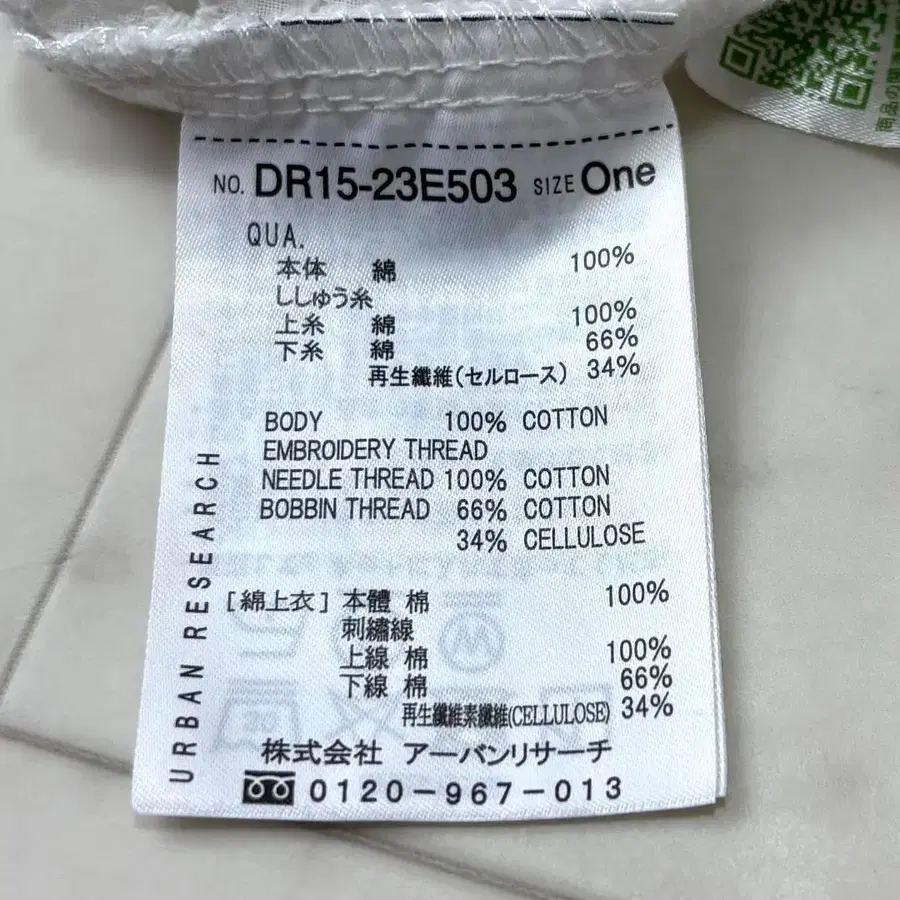 NO. DR15-23E503 SIZE One
QUA.
本体 綿 100%
ししゅう糸
上糸 綿 100%
下糸 綿 66%
再生繊維(セルロース) 34%
BODY 100% COTTON
EMBROIDERY THREAD
NEEDLE THREAD 100% COTTON
BOBBIN THREAD 66% COTTON
34% CELLULOSE
[綿上衣] 本體 棉 100%
刺繡線
上線 棉 100%
下線 棉 66%
再生纖維素纖維(CELLULOSE) 34%
株式会社 アーバンリサーチ
0120-967-013
URBAN RESEARCH
商品の